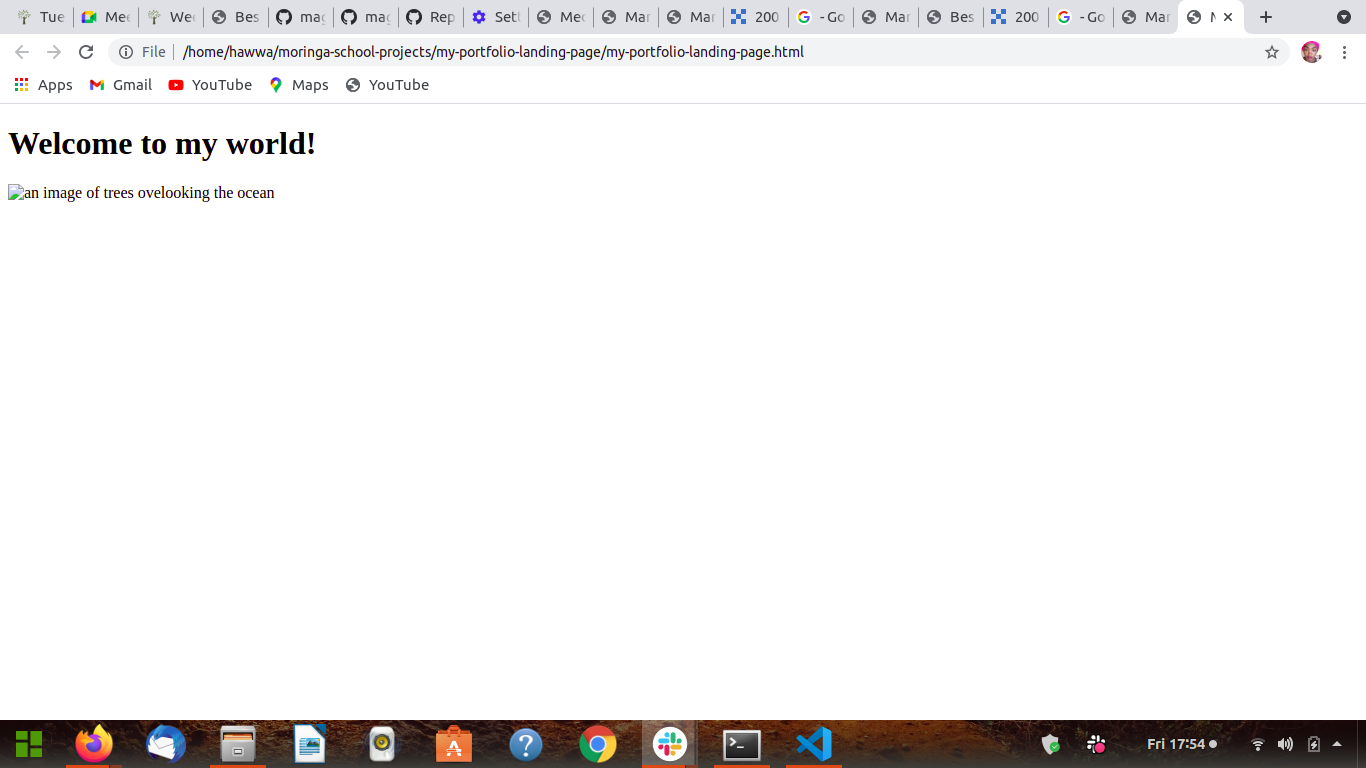 Tue Mee Wee Bes mag mag Rep Sett Med Mar Mar 200 - Go Mar Bes 200 - Go Mar M
File /home/hawwa/moringa-school-projects/my-portfolio-landing-page/my-portfolio-landing-page.html
Apps Gmail YouTube Maps YouTube
Welcome to my world!
an image of trees ovelooking the ocean
Fri 17:54